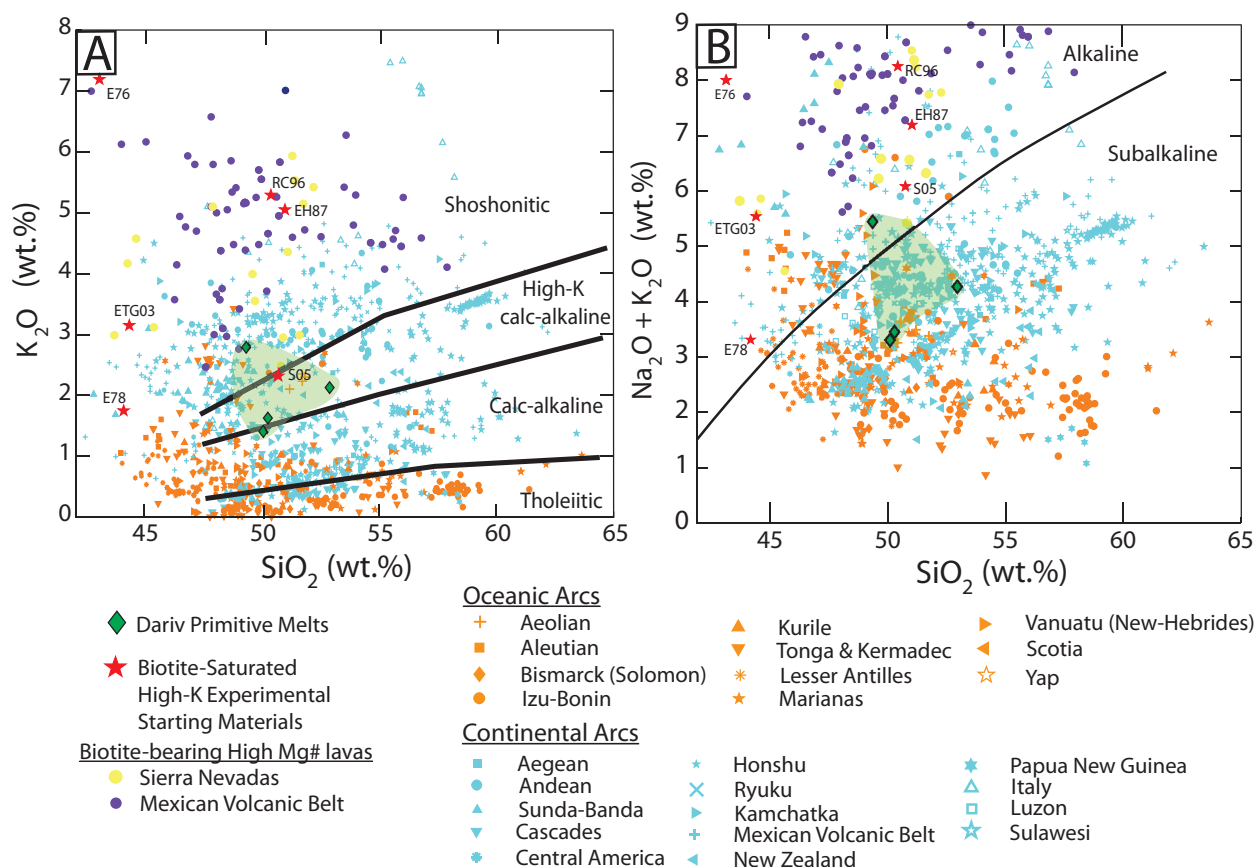 A
8
7
6
5
4
3
2
1
0
K2O (wt.%)
E76
RC96
EH87
Shoshonitic
ETG03
High-K
calc-alkaline
S05
E78
Calc-alkaline
Tholeiitic
45
50
55
60
65
SiO2 (wt.%)
B
9
8
7
6
5
4
3
2
1
0
Na2O + K2O (wt.%)
Alkaline
RC96
E76
EH87
Subalkaline
S05
ETG03
E78
45
50
55
60
65
SiO2 (wt.%)
Dariv Primitive Melts
Biotite-Saturated
High-K Experimental
Starting Materials
Biotite-bearing High Mg# lavas
Sierra Nevadas
Mexican Volcanic Belt
Oceanic Arcs
Aeolian
Aleutian
Bismarck (Solomon)
Izu-Bonin
Kurile
Tonga & Kermadec
Lesser Antilles
Marianas
Vanuatu (New-Hebrides)
Scotia
Yap
Continental Arcs
Aegean
Andean
Sunda-Banda
Cascades
Central America
Honshu
Ryuku
Kamchatka
Mexican Volcanic Belt
New Zealand
Papua New Guinea
Italy
Luzon
Sulawesi